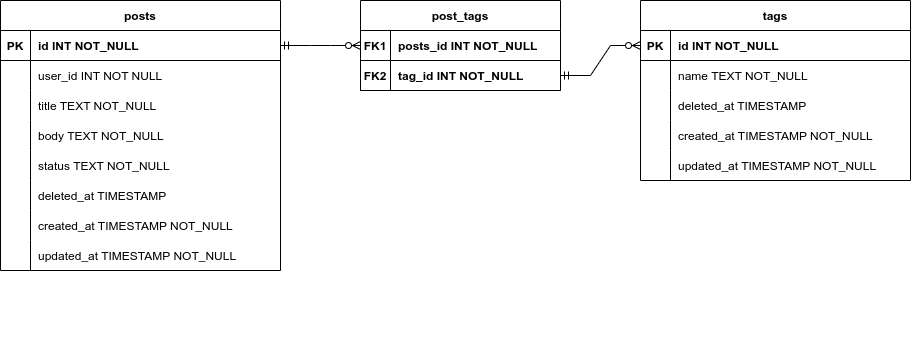 posts
PK id INT NOT_NULL
user_id INT NOT NULL
title TEXT NOT_NULL
body TEXT NOT_NULL
status TEXT NOT_NULL
deleted_at TIMESTAMP
created_at TIMESTAMP NOT_NULL
updated_at TIMESTAMP NOT_NULL
post_tags
FK1 posts_id INT NOT_NULL
FK2 tag_id INT NOT_NULL
tags
PK id INT NOT_NULL
name TEXT NOT_NULL
deleted_at TIMESTAMP
created_at TIMESTAMP NOT_NULL
updated_at TIMESTAMP NOT_NULL